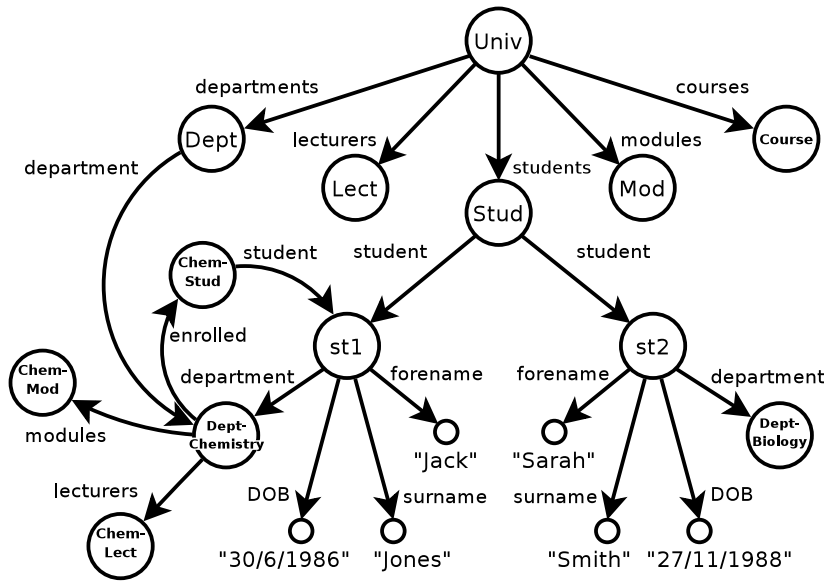 Univ
departments
courses
Dept
lecturers
modules
Course
department
students
Lect
Mod
Stud
student
student
student
Chem-
Stud
enrolled
st1
st2
Chem-
Mod
department
forename
forename
department
modules
Dept-
Chemistry
Dept-
Biology
"Jack"
"Sarah"
lecturers
DOB
surname
surname
DOB
Chem-
Lect
"30/6/1986"
"Jones"
"Smith"
"27/11/1988"